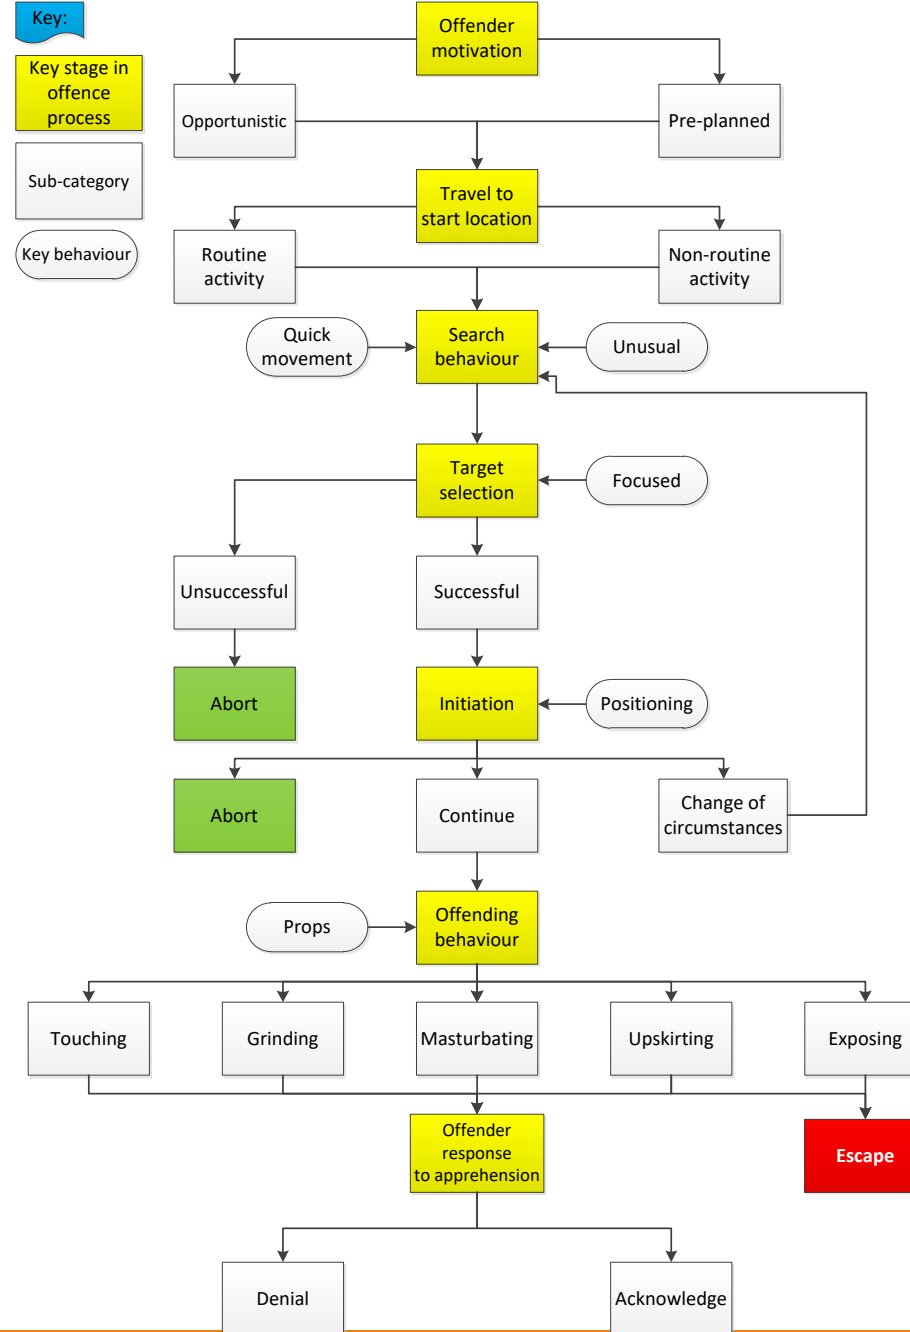 Key:
Key stage in
offence
process
Sub-category
Key behaviour
Offender
motivation
Opportunistic
Pre-planned
Travel to
start location
Routine
activity
Non-routine
activity
Quick
movement
Search
behaviour
Unusual
Target
selection
Focused
Unsuccessful
Successful
Abort
Initiation
Positioning
Abort
Continue
Change of
circumstances
Props
Offending
behaviour
Touching
Grinding
Masturbating
Upskirting
Exposing
Offender
response
to apprehension
Escape
Denial
Acknowledge